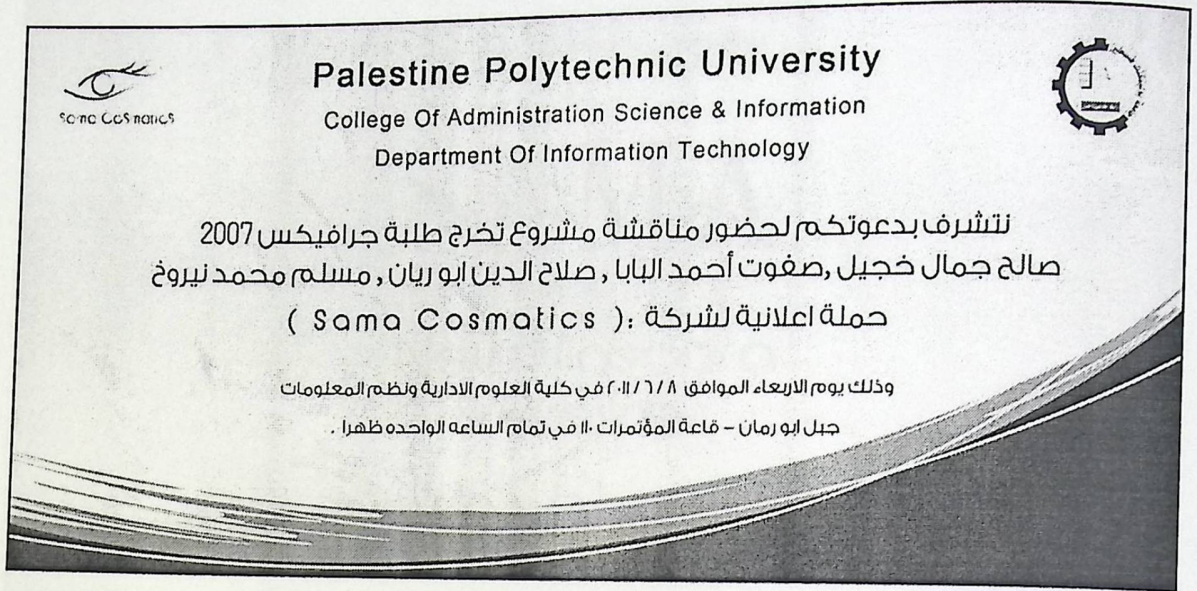 Palestine Polytechnic University
College Of Administration Science & Information
Department Of Information Technology
Sama Cosmatics
نتشرف بدعوتكم لحضور مناقشة مشروع تخرج طلبة جرافيكس 2007
صالح جمال خجيل , صفوت أحمد البابا , صلاح الدين ابو ريان , مسلم محمد نيروخ
حملة اعلانية لشركة : ( Sama Cosmatics )
وذلك يوم الاربعاء الموافق ٨ / ٦ / ٢٠١١ في كلية العلوم الادارية ونظم المعلومات
جبل ابو رمان – قاعة المؤتمرات ١١٠ في تمام الساعه الواحده ظهرا .